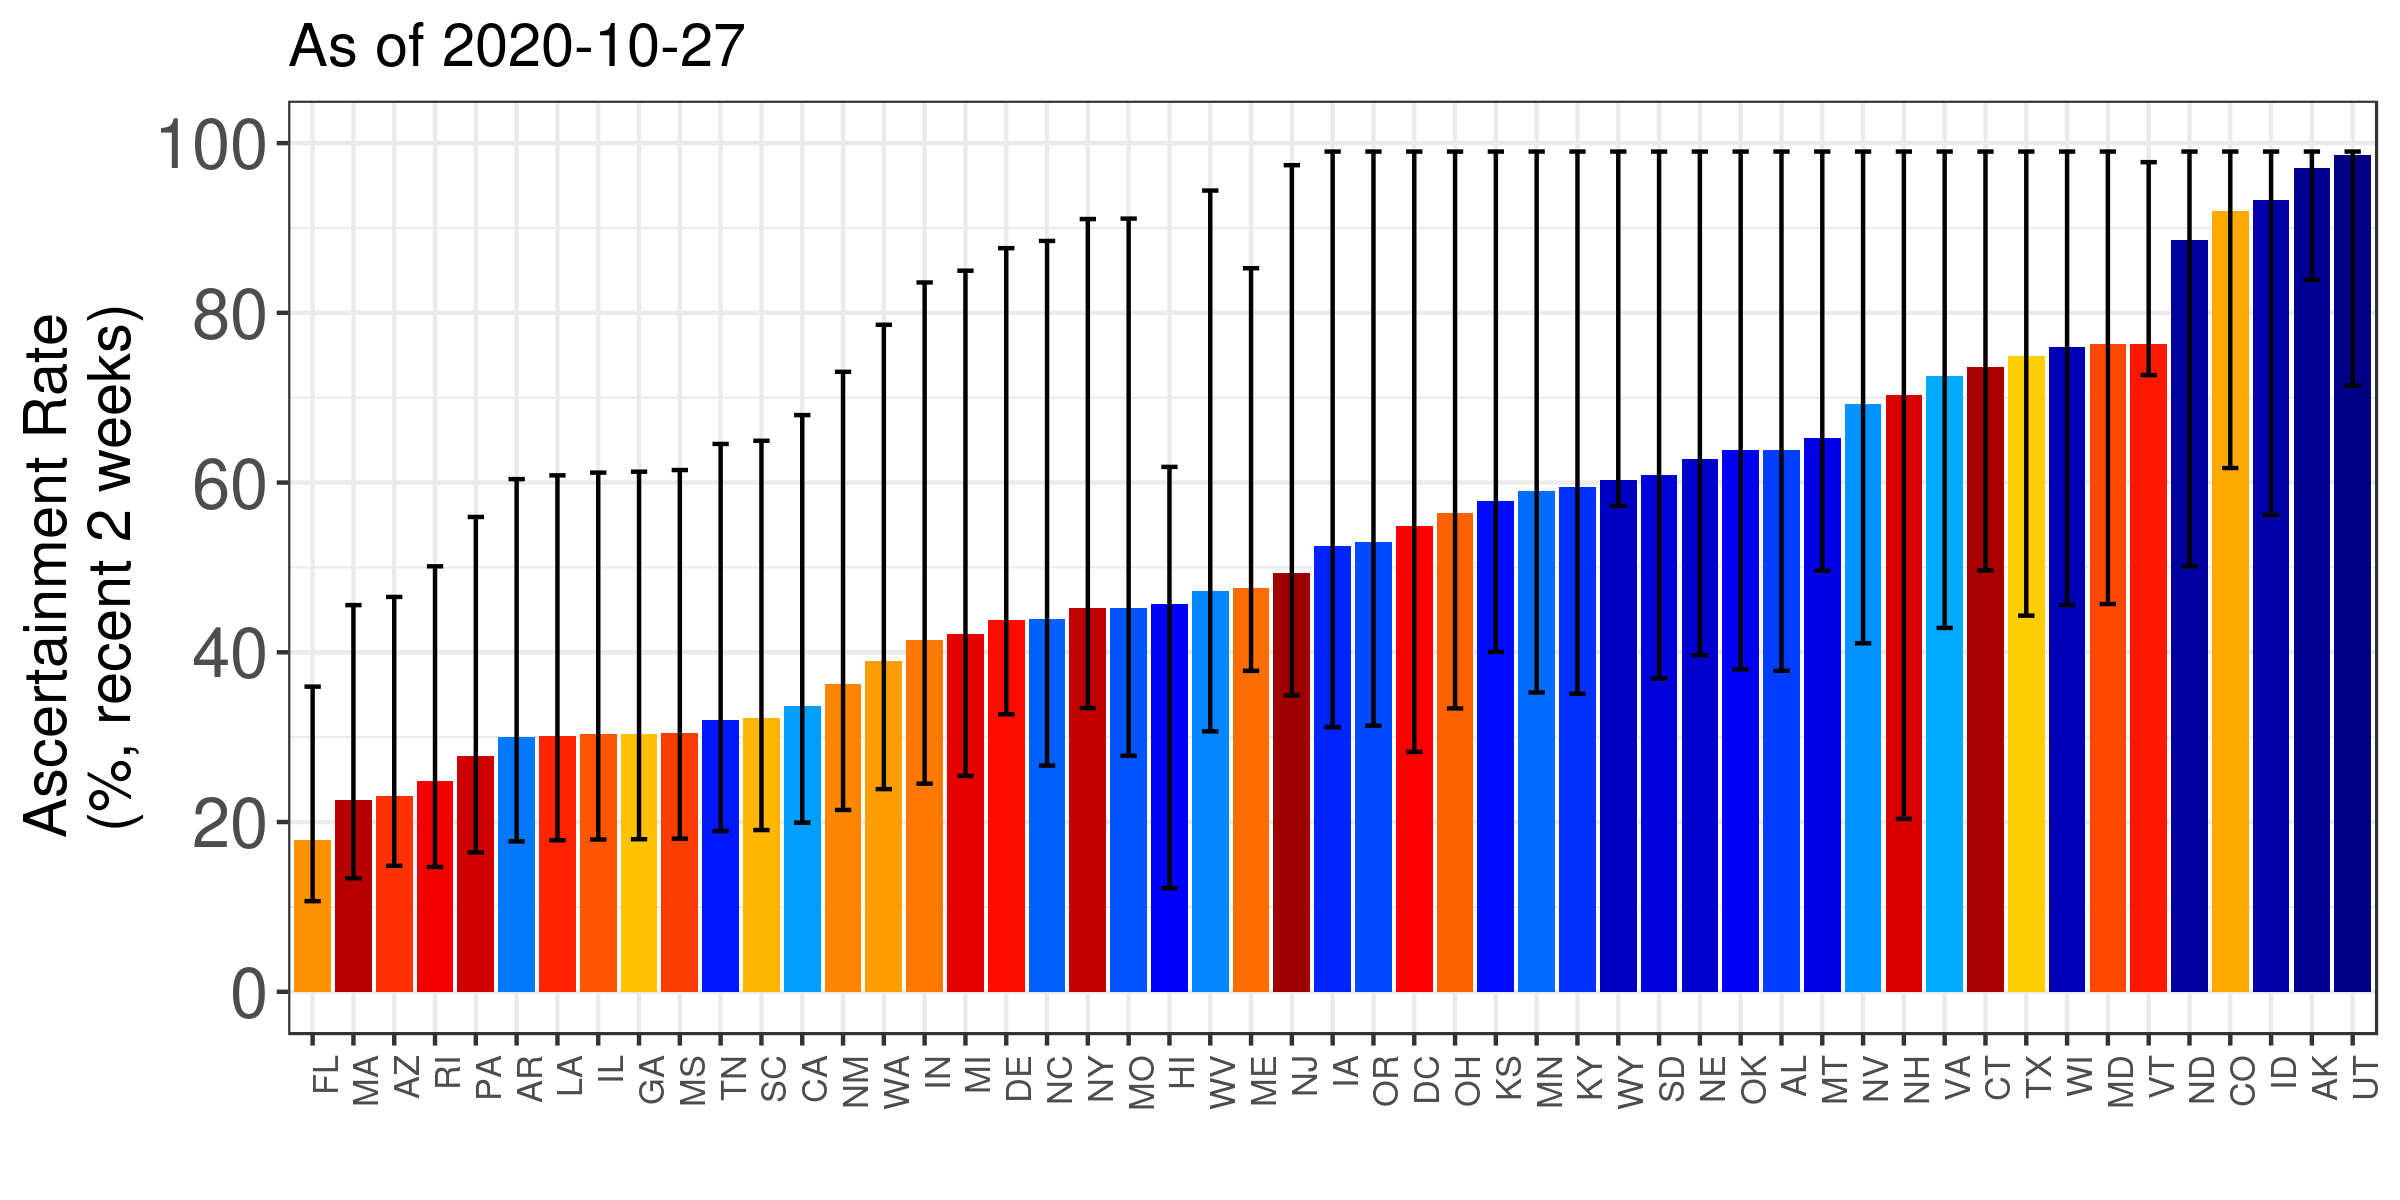 As of 2020-10-27
Ascertainment Rate
(%, recent 2 weeks)
100
80
60
40
20
0
FL MA AZ RI PA AR LA IL GA MS TN SC CA NM WA IN MI DE NC NY MO HI WV ME NJ IA OR DC OH KS MN KY WY SD NE OK AL MT NV NH VA CT TX WI MD VT ND CO ID AK UT